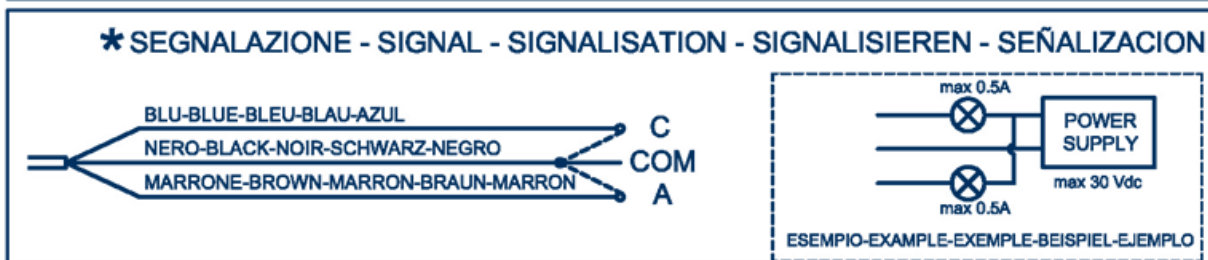 * SEGNALAZIONE - SIGNAL - SIGNALISATION - SIGNALISIEREN - SEÑALIZACION
BLU-BLUE-BLEU-BLAU-AZUL
C
NERO-BLACK-NOIR-SCHWARZ-NEGRO
COM
MARRONE-BROWN-MARRON-BRAUN-MARRON
A
max 0.5A
POWER
SUPPLY
max 30 Vdc
max 0.5A
ESEMPIO-EXAMPLE-EXEMPLE-BEISPIEL-EJEMPLO